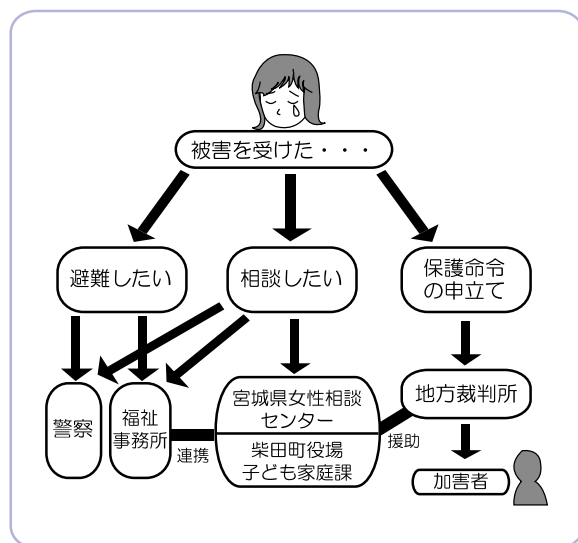 被害を受けた・・・
避難したい
相談したい
保護命令
の申立て
警察
福祉
事務所
連携
宮城県女性相談
センター
柴田町役場
子ども家庭課
援助
地方裁判所
加害者